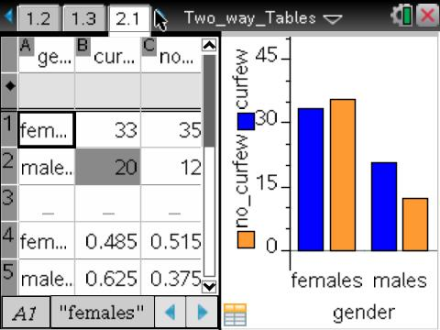 1.2 1.3 2.1 Two_way_Tables
A ge... B cur... C no...
1 fem... 33 35
2 male.. 20 12
3 _ _ _
4 fem... 0.485 0.515
5 male.. 0.625 0.375
A1 "females"
no_curfew curfew
45
30
15
0
females males
gender